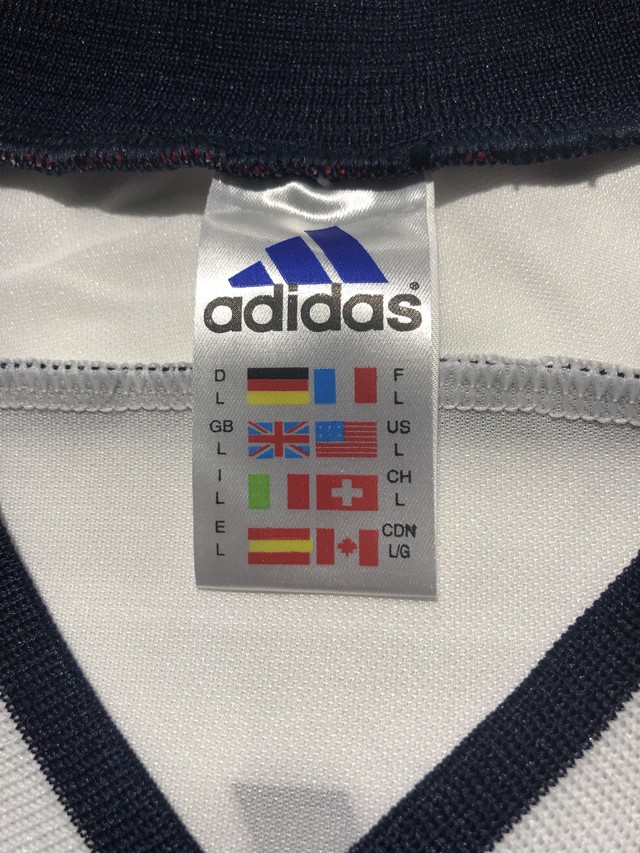 adidas®
D F
L L
GB US
L L
I CH
L L
E CDN
L L/G